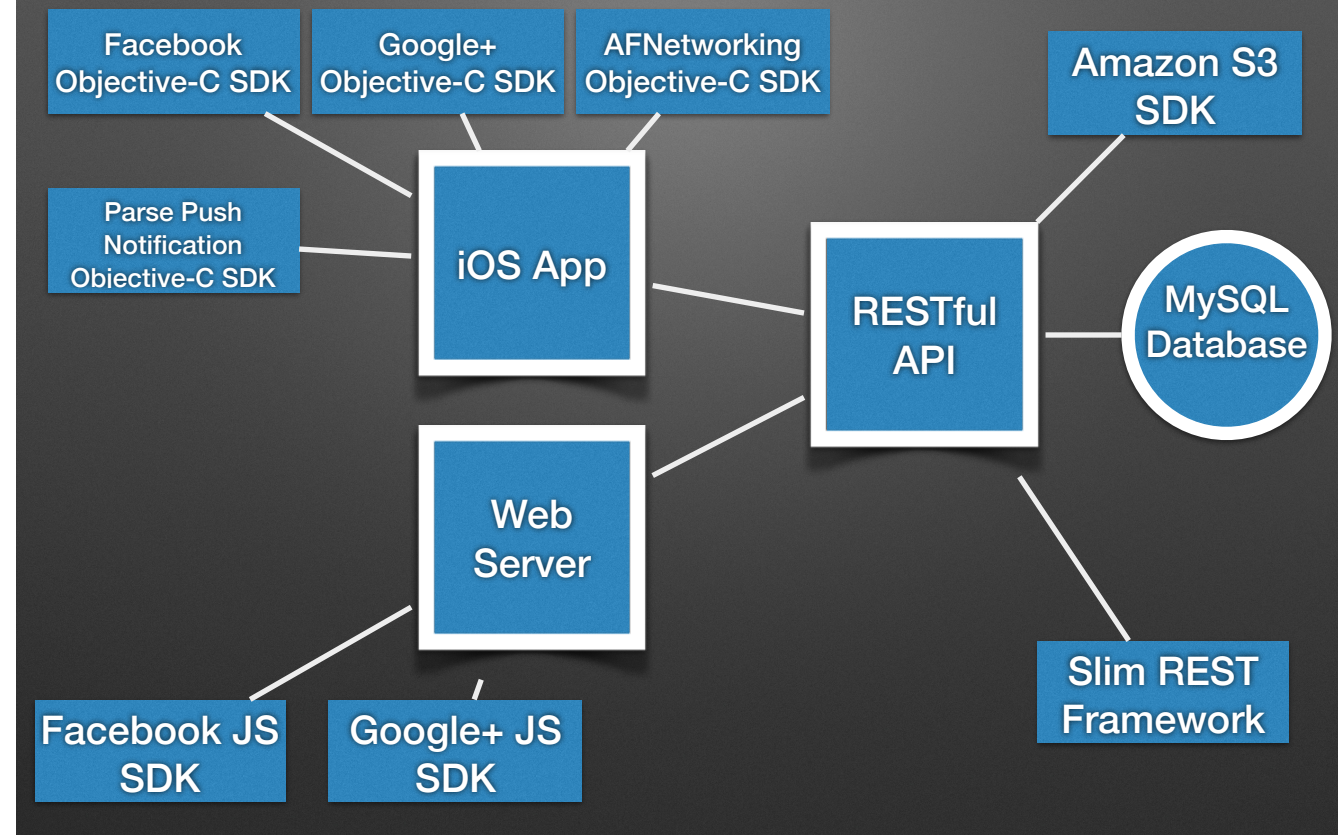 Facebook
Objective-C SDK
Google+
Objective-C SDK
AFNetworking
Objective-C SDK
Amazon S3
SDK
Parse Push
Notification
Objective-C SDK
iOS App
RESTful
API
MySQL
Database
Web
Server
Slim REST
Framework
Facebook JS
SDK
Google+ JS
SDK